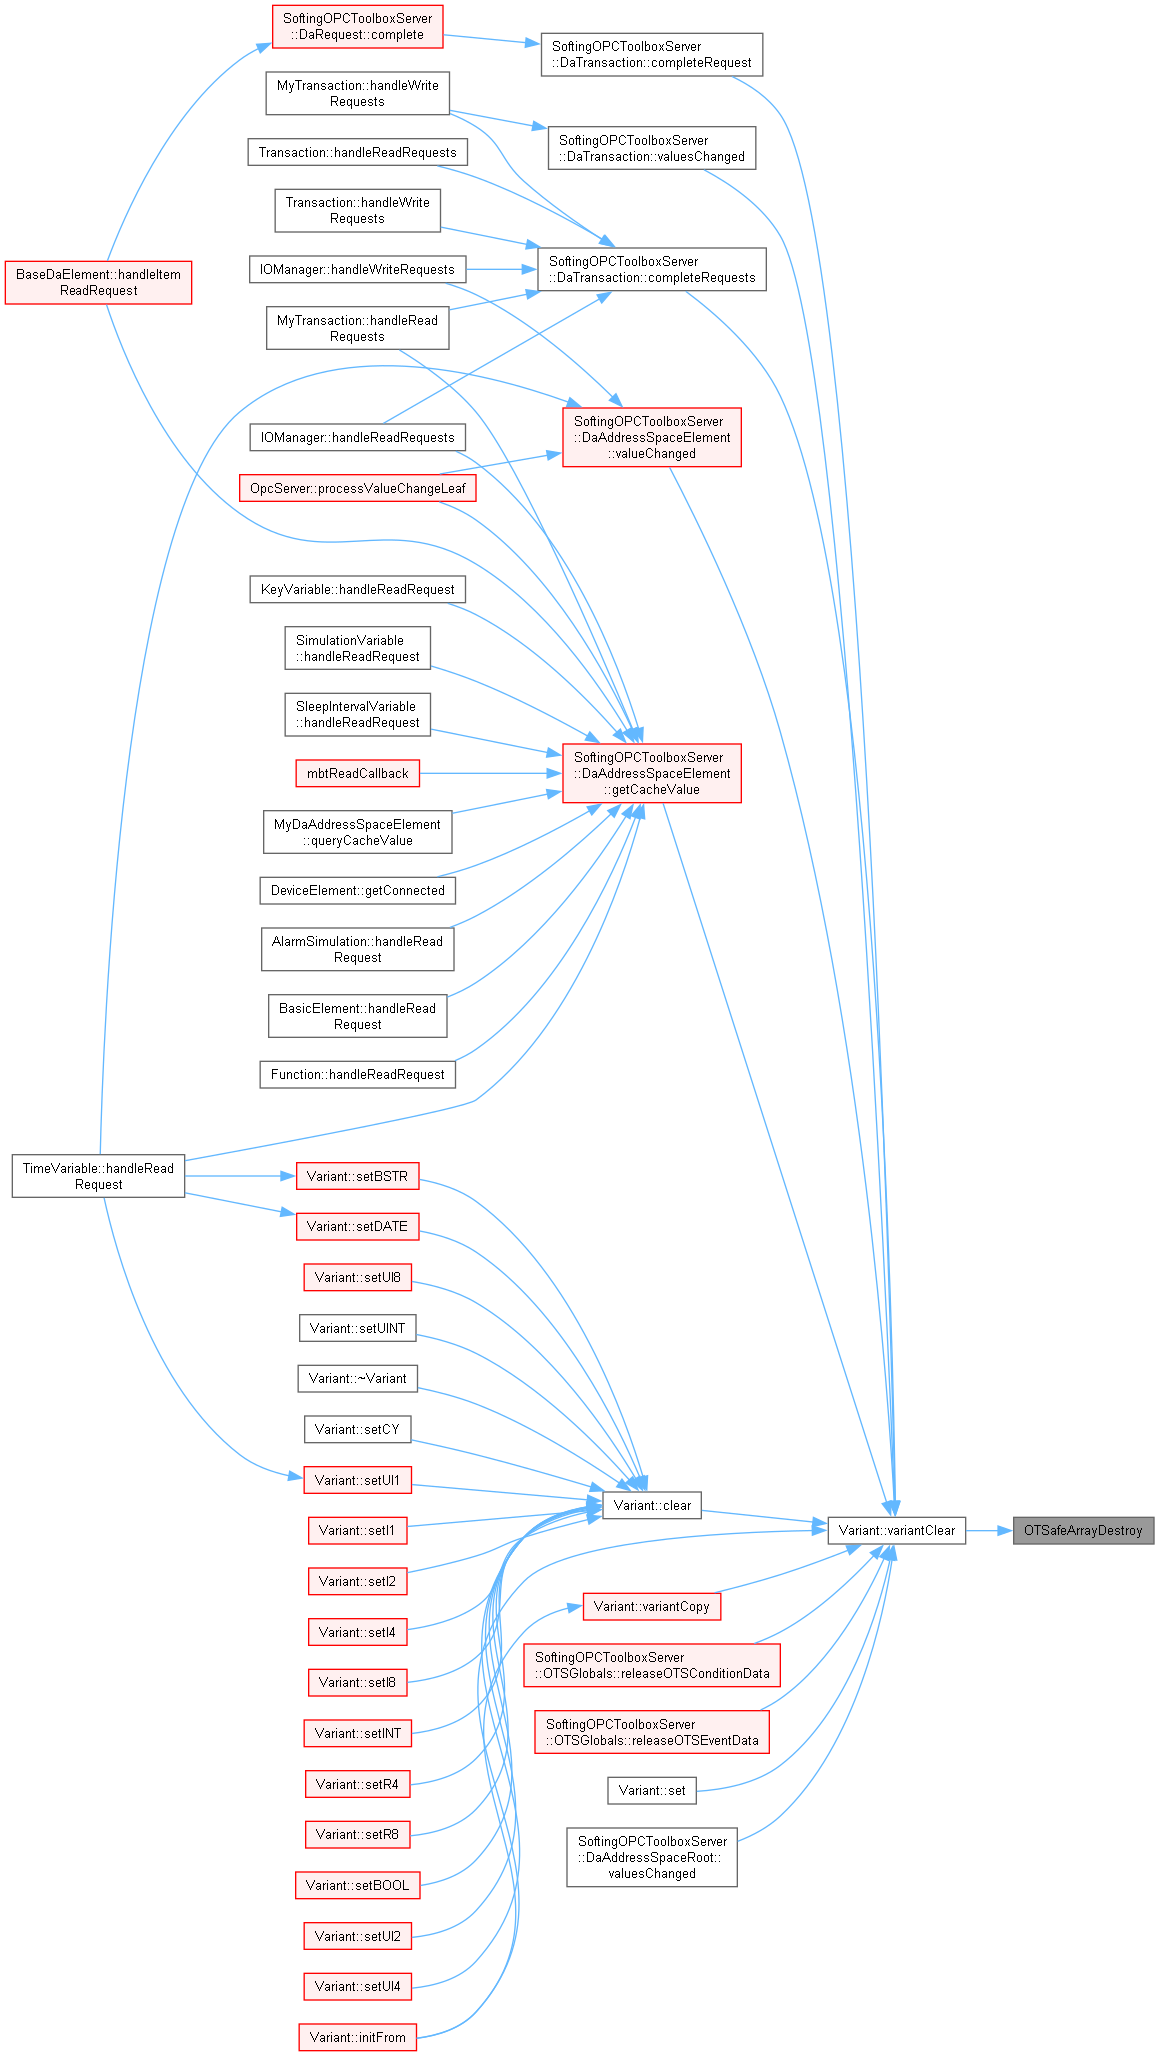 SoftingOPCToolboxServer
::DaRequest::complete
SoftingOPCToolboxServer
::DaTransaction::completeRequest
MyTransaction::handleWrite
Requests
SoftingOPCToolboxServer
::DaTransaction::valuesChanged
Transaction::handleReadRequests
Transaction::handleWrite
Requests
SoftingOPCToolboxServer
::DaTransaction::completeRequests
IOManager::handleWriteRequests
BaseDaElement::handleItem
ReadRequest
MyTransaction::handleRead
Requests
SoftingOPCToolboxServer
::DaAddressSpaceElement
::valueChanged
IOManager::handleReadRequests
OpcServer::processValueChangeLeaf
KeyVariable::handleReadRequest
SimulationVariable
::handleReadRequest
SleepIntervalVariable
::handleReadRequest
SoftingOPCToolboxServer
::DaAddressSpaceElement
::getCacheValue
mbtReadCallback
MyDaAddressSpaceElement
::queryCacheValue
DeviceElement::getConnected
AlarmSimulation::handleRead
Request
BasicElement::handleRead
Request
Function::handleReadRequest
TimeVariable::handleRead
Request
Variant::setBSTR
Variant::setDATE
Variant::setUI8
Variant::setUINT
Variant::~Variant
Variant::setCY
Variant::setUI1
Variant::clear
Variant::setI1
Variant::variantClear
OTSafeArrayDestroy
Variant::setI2
Variant::variantCopy
Variant::setI4
SoftingOPCToolboxServer
::OTSGlobals::releaseOTSConditionData
Variant::setI8
Variant::setINT
SoftingOPCToolboxServer
::OTSGlobals::releaseOTSEventData
Variant::setR4
Variant::set
Variant::setR8
SoftingOPCToolboxServer
::DaAddressSpaceRoot::
valuesChanged
Variant::setBOOL
Variant::setUI2
Variant::setUI4
Variant::initFrom